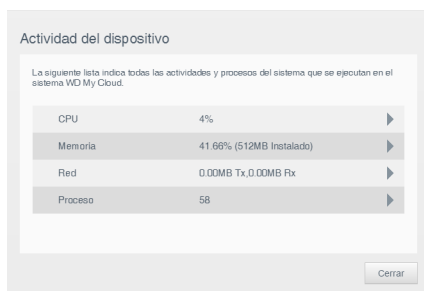 Actividad del dispositivo
La siguiente lista indica todas las actividades y procesos del sistema que se ejecutan en el
sistema WD My Cloud.
CPU 4%
Memoria 41.66% (512MB Instalado)
Red 0.00MB Tx,0.00MB Rx
Proceso 58
Cerrar